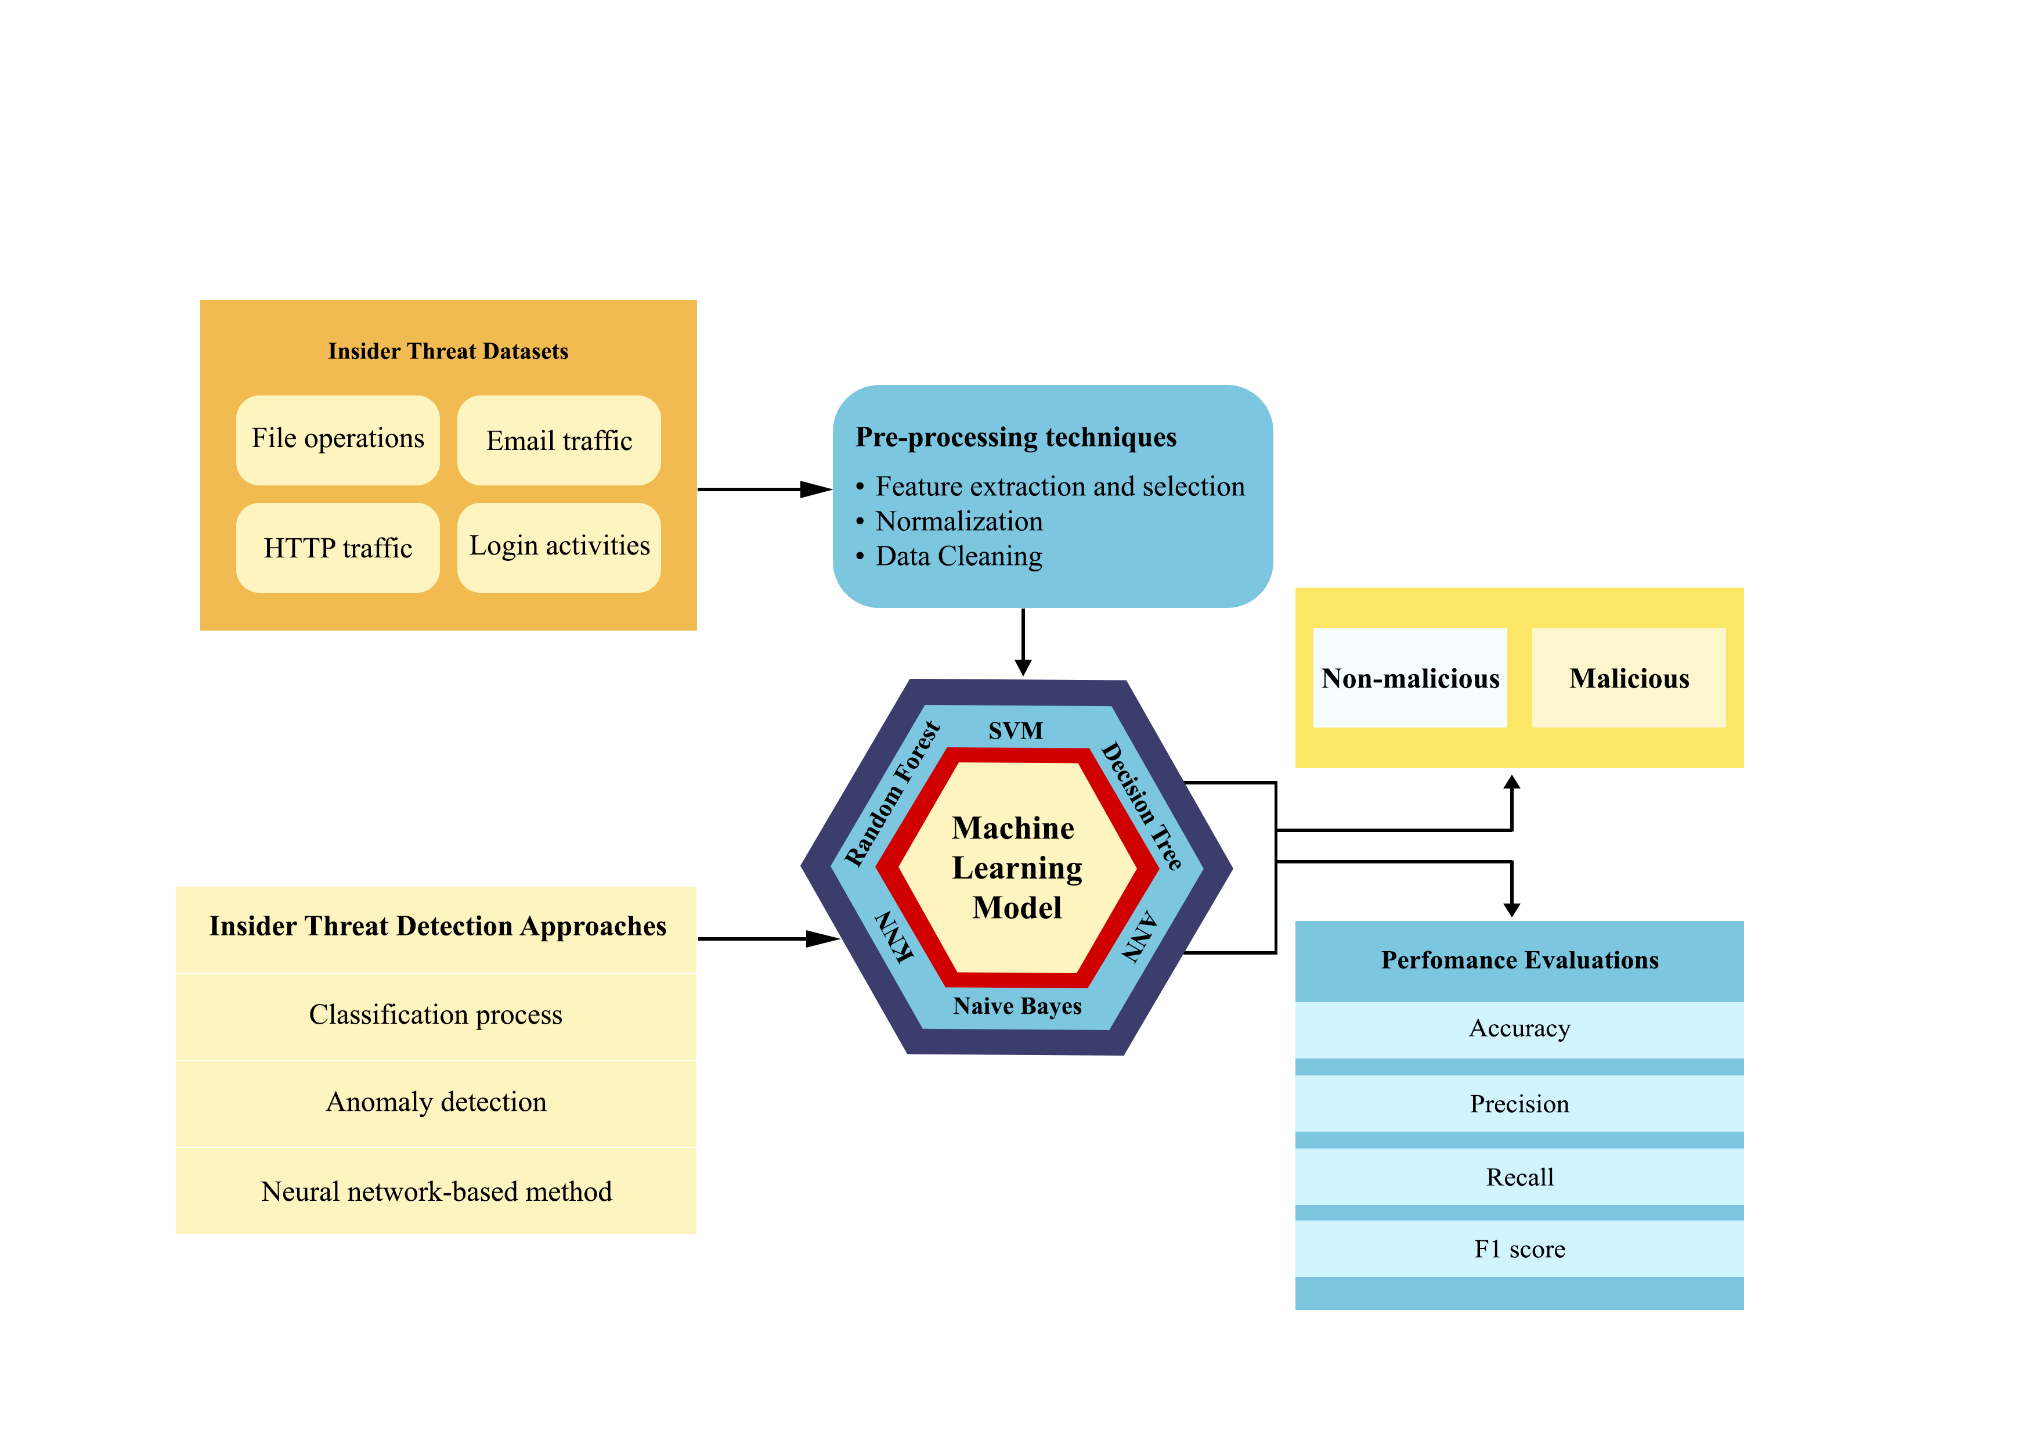 Insider Threat Datasets
File operations
Email traffic
HTTP traffic
Login activities
Pre-processing techniques
• Feature extraction and selection
• Normalization
• Data Cleaning
Non-malicious
Malicious
SVM
Random Forest
Decision Tree
Machine
Learning
Model
KNN
ANN
Naive Bayes
Insider Threat Detection Approaches
Classification process
Anomaly detection
Neural network-based method
Perfomance Evaluations
Accuracy
Precision
Recall
F1 score